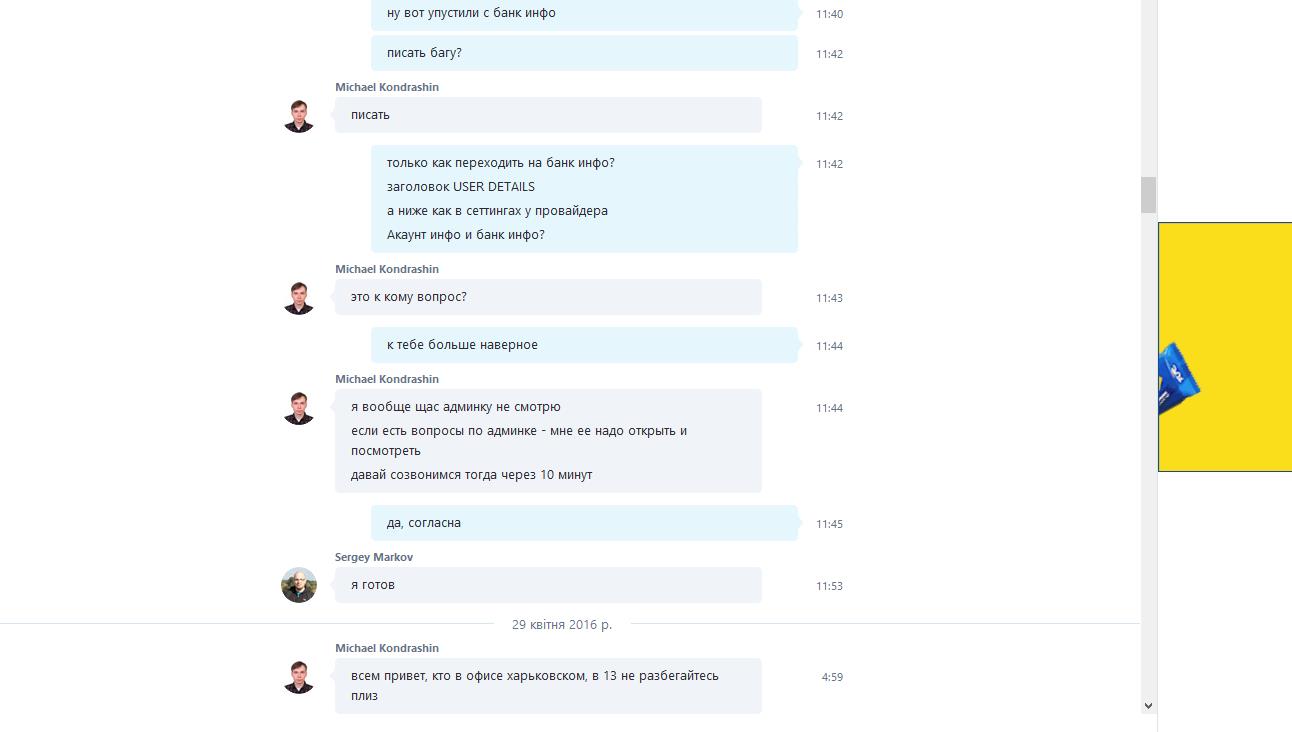 ну вот упустили с банк инфо 11:40
писать багу? 11:42
Michael Kondrashin
писать 11:42
только как переходить на банк инфо? 11:42
заголовок USER DETAILS
а ниже как в сеттингах у провайдера
Акаунт инфо и банк инфо?
Michael Kondrashin
это к кому вопрос? 11:43
к тебе больше наверное 11:44
Michael Kondrashin
я вообще щас админку не смотрю 11:44
если есть вопросы по админке - мне ее надо открыть и
посмотреть
давай созвонимся тогда через 10 минут
да, согласна 11:45
Sergey Markov
я готов 11:53
29 квітня 2016 р.
Michael Kondrashin
всем привет, кто в офисе харьковском, в 13 не разбегайтесь 4:59
плиз